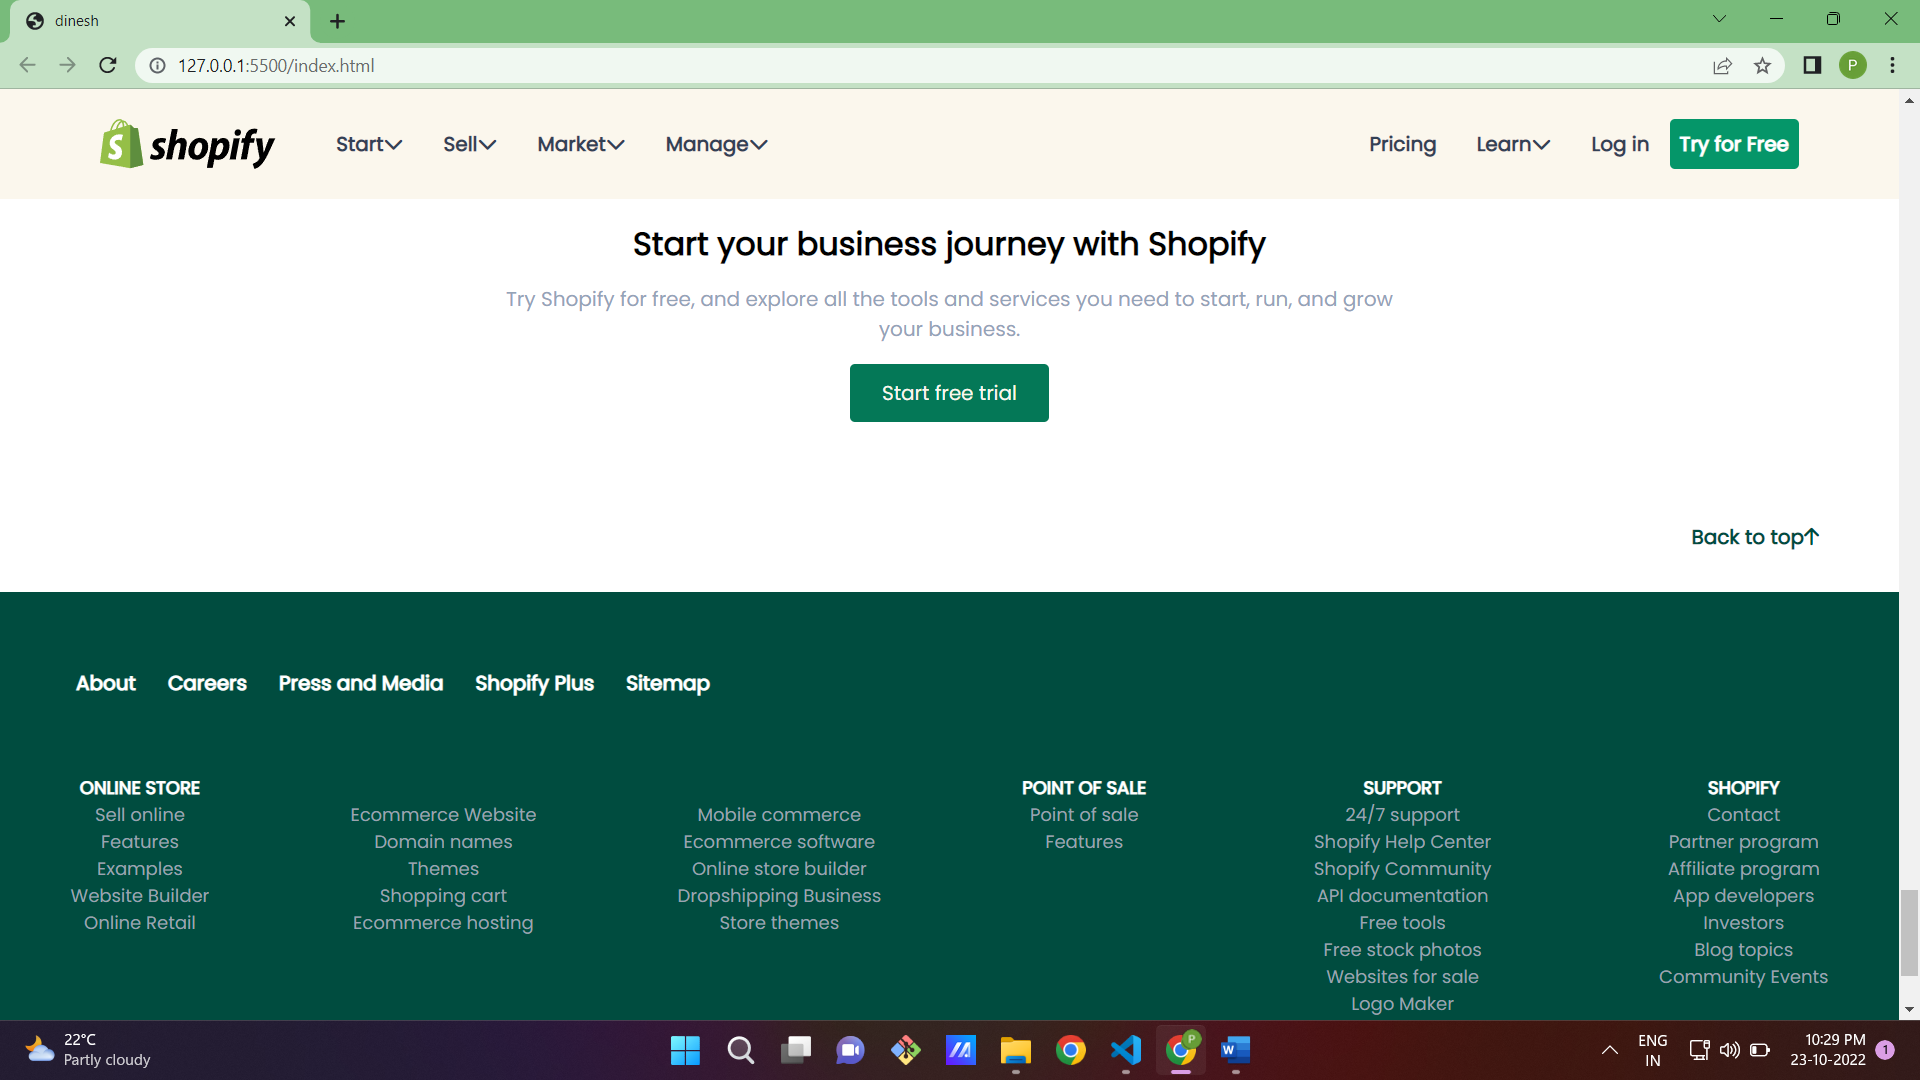 dinesh
127.0.0.1:5500/index.html
P
shopify
Start
Sell
Market
Manage
Pricing
Learn
Log in
Try for Free
Start your business journey with Shopify
Try Shopify for free, and explore all the tools and services you need to start, run, and grow
your business.
Start free trial
Back to top
About
Careers
Press and Media
Shopify Plus
Sitemap
ONLINE STORE
Sell online
Features
Examples
Website Builder
Online Retail
Ecommerce Website
Domain names
Themes
Shopping cart
Ecommerce hosting
Mobile commerce
Ecommerce software
Online store builder
Dropshipping Business
Store themes
POINT OF SALE
Point of sale
Features
SUPPORT
24/7 support
Shopify Help Center
Shopify Community
API documentation
Free tools
Free stock photos
Websites for sale
Logo Maker
SHOPIFY
Contact
Partner program
Affiliate program
App developers
Investors
Blog topics
Community Events
22°C
Partly cloudy
P
W
ENG
IN
10:29 PM
23-10-2022
1